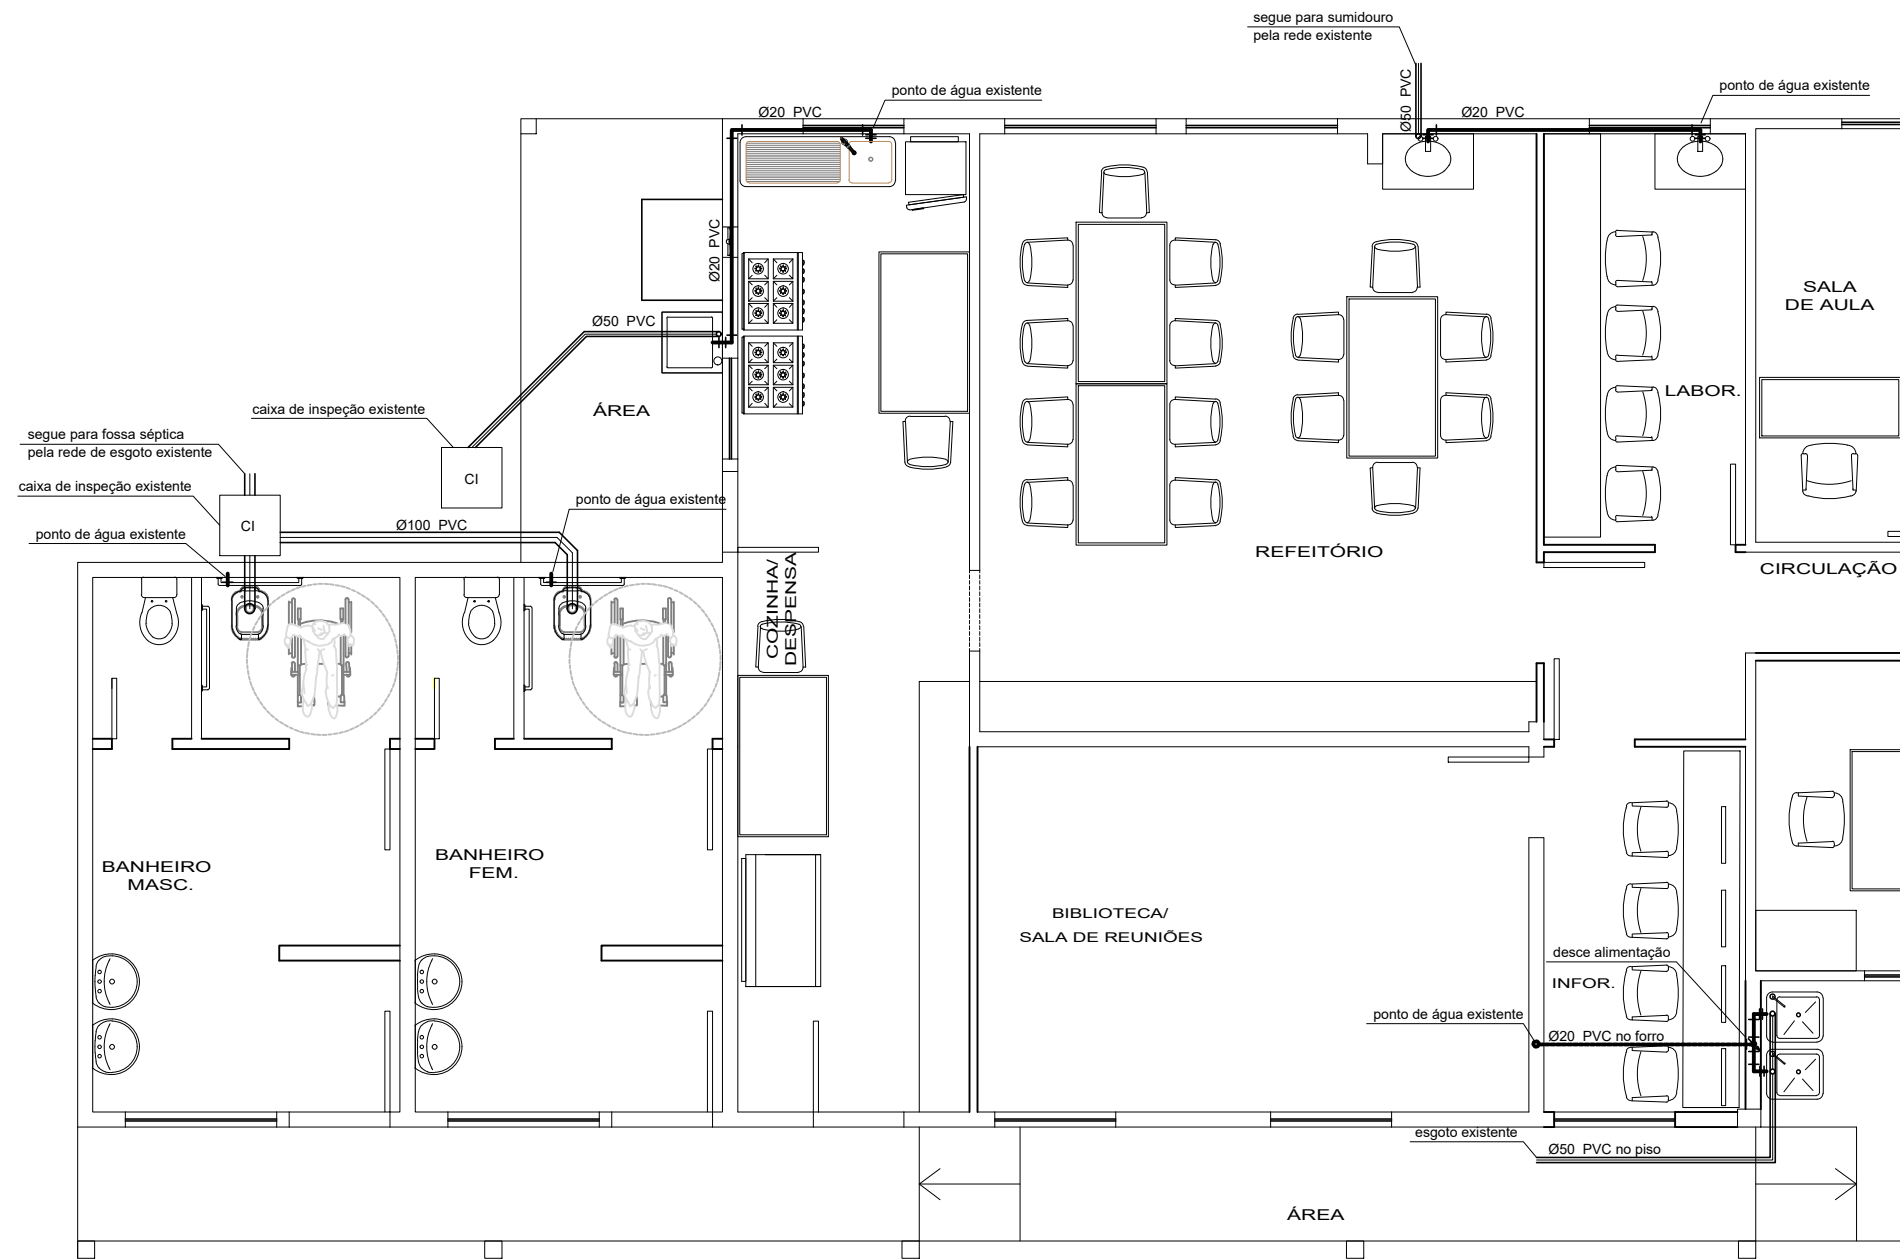 segue para sumidouro
pela rede existente
ponto de água existente
ponto de água existente
Ø20 PVC
Ø50 PVC
Ø20 PVC
Ø20 PVC
SALA
DE AULA
Ø50 PVC
LABOR.
ÁREA
caixa de inspeção existente
segue para fossa séptica
pela rede de esgoto existente
CI
caixa de inspeção existente
ponto de água existente
CI
Ø100 PVC
ponto de água existente
REFEITÓRIO
CIRCULAÇÃO
COZINHA/
DESPENSA
BANHEIRO
MASC.
BANHEIRO
FEM.
BIBLIOTECA/
SALA DE REUNIÕES
desce alimentação
INFOR.
ponto de água existente
Ø20 PVC no forro
esgoto existente
Ø50 PVC no piso
ÁREA